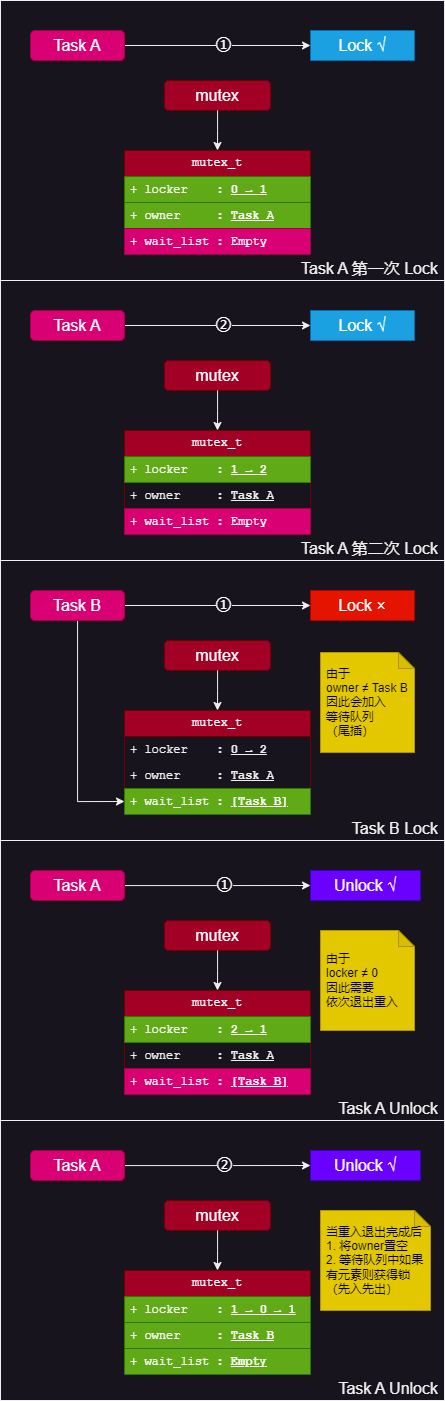 Task A ① Lock √
mutex
mutex_t
+ locker : 0 → 1
+ owner : Task A
+ wait_list : Empty
Task A 第一次 Lock
Task A ② Lock √
mutex
mutex_t
+ locker : 1 → 2
+ owner : Task A
+ wait_list : Empty
Task A 第二次 Lock
Task B ① Lock ×
mutex
mutex_t
+ locker : 0 → 2
+ owner : Task A
+ wait_list : [Task B]
由于
owner ≠ Task B
因此会加入
等待队列
（尾插）
Task B Lock
Task A ① Unlock √
mutex
mutex_t
+ locker : 2 → 1
+ owner : Task A
+ wait_list : [Task B]
由于
locker ≠ 0
因此需要
依次退出重入
Task A Unlock
Task A ② Unlock √
mutex
mutex_t
+ locker : 1 → 0 → 1
+ owner : Task B
+ wait_list : Empty
当重入退出完成后
1. 将owner置空
2. 等待队列中如果
有元素则获得锁
（先入先出）
Task A Unlock